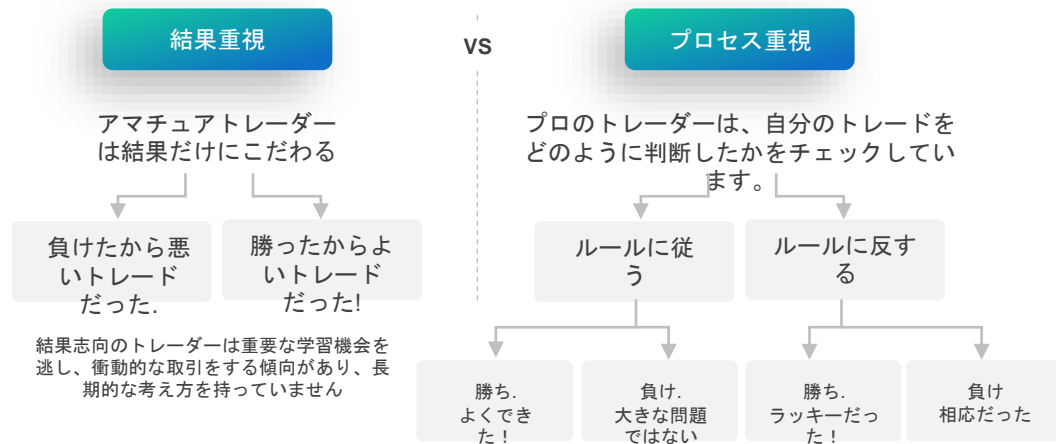 結果重視
VS
プロセス重視
アマチュアトレーダー
は結果だけにこだわる
プロのトレーダーは、自分のトレードを
どのように判断したかをチェックしてい
ます。
負けたから悪
いトレード
だった.
勝ったからよ
いトレード
だった!
ルールに従
う
ルールに反す
る
結果志向のトレーダーは重要な学習機会を
逃し、衝動的な取引をする傾向があり、長
期的な考え方を持っていません
勝ち.
よくでき
た！
負け.
大きな問題
ではない
勝ち.
ラッキーだっ
た！
負け
相応だった